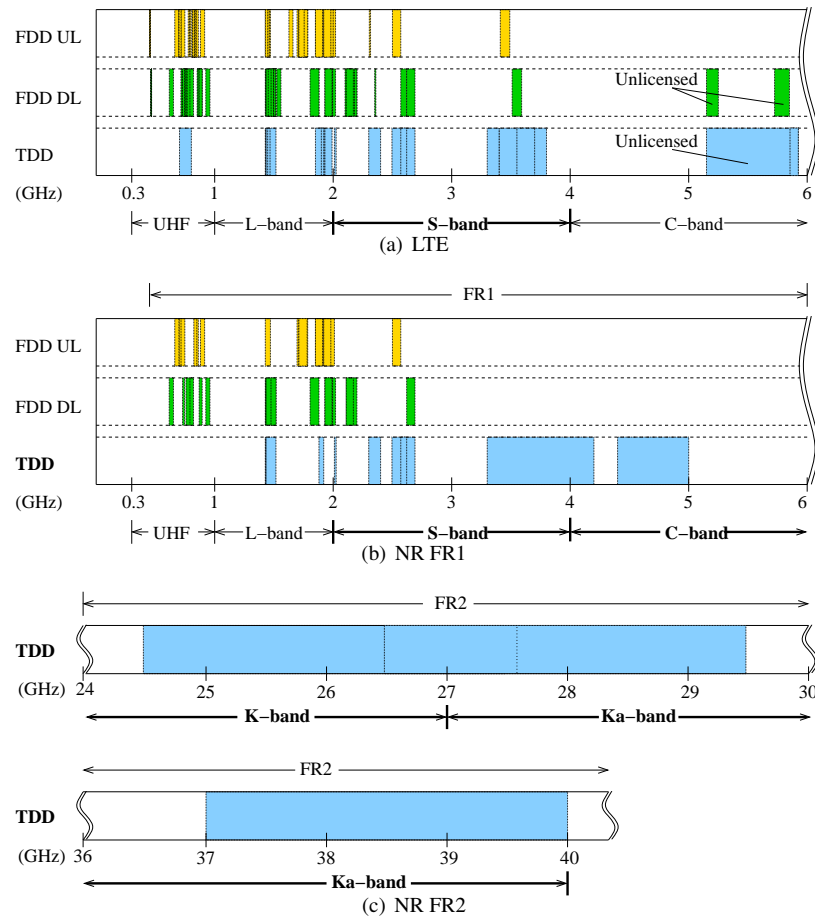 FDD UL
FDD DL
Unlicensed
TDD
Unlicensed
(GHz) 0.3 1 2 3 4 5 6
UHF L−band S−band C−band
(a) LTE
FR1
FDD UL
FDD DL
TDD
(GHz) 0.3 1 2 3 4 5 6
UHF L−band S−band C−band
(b) NR FR1
FR2
TDD
(GHz) 24 25 26 27 28 29 30
K−band Ka−band
FR2
TDD
(GHz) 36 37 38 39 40
Ka−band
(c) NR FR2